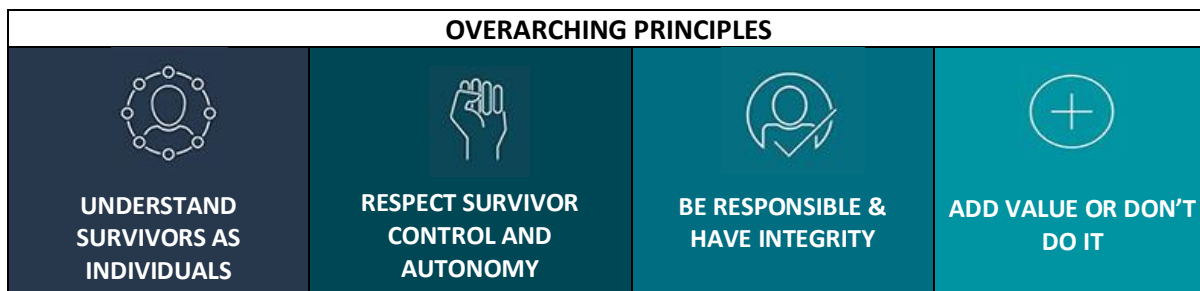 OVERARCHING PRINCIPLES
UNDERSTAND
SURVIVORS AS
INDIVIDUALS
RESPECT SURVIVOR
CONTROL AND
AUTONOMY
BE RESPONSIBLE &
HAVE INTEGRITY
ADD VALUE OR DON’T
DO IT